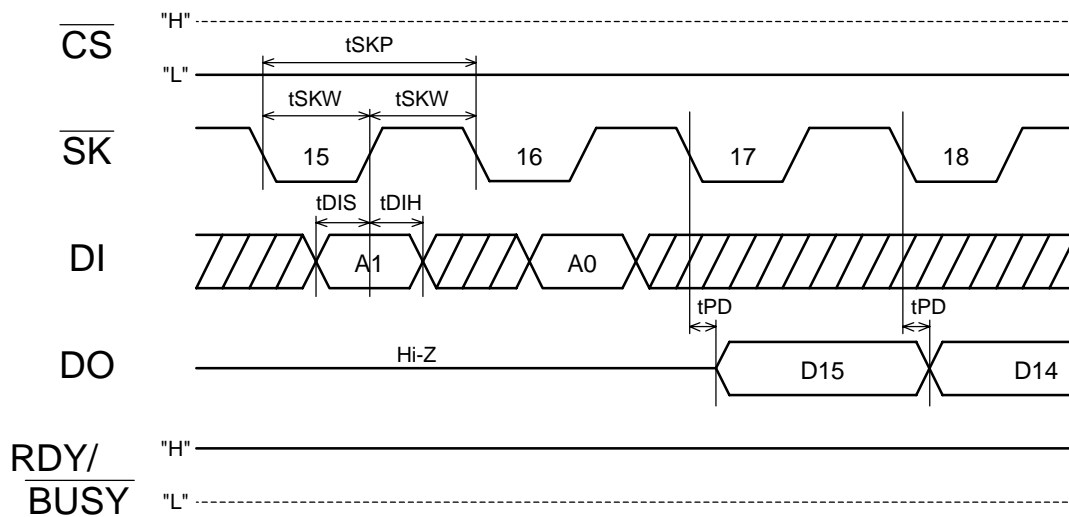 CS
"H"
"L"
tSKP
tSKW
tSKW
SK
15
16
17
18
tDIS
tDIH
DI
A1
A0
tPD
tPD
DO
Hi-Z
D15
D14
RDY/
BUSY
"H"
"L"